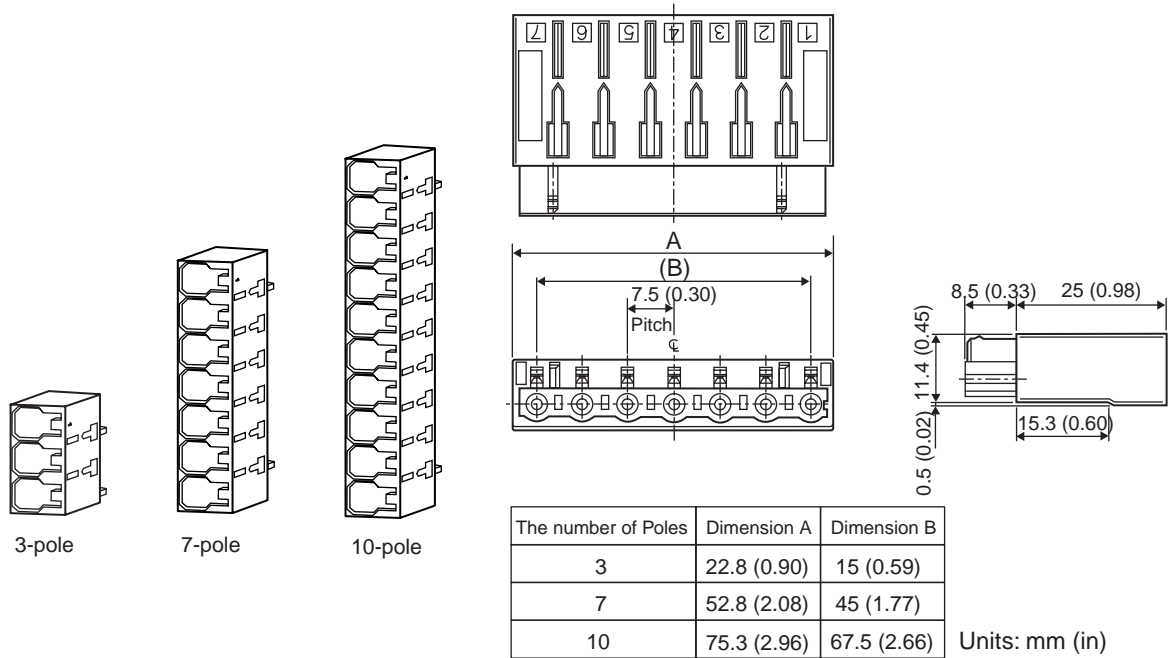 7 6 5 4 3 2 1
A
(B)
7.5 (0.30)
Pitch
℄
8.5 (0.33)
25 (0.98)
11.4 (0.45)
0.5 (0.02)
15.3 (0.60)
3-pole
7-pole
10-pole
The number of Poles Dimension A Dimension B
3 22.8 (0.90) 15 (0.59)
7 52.8 (2.08) 45 (1.77)
10 75.3 (2.96) 67.5 (2.66)
Units: mm (in)